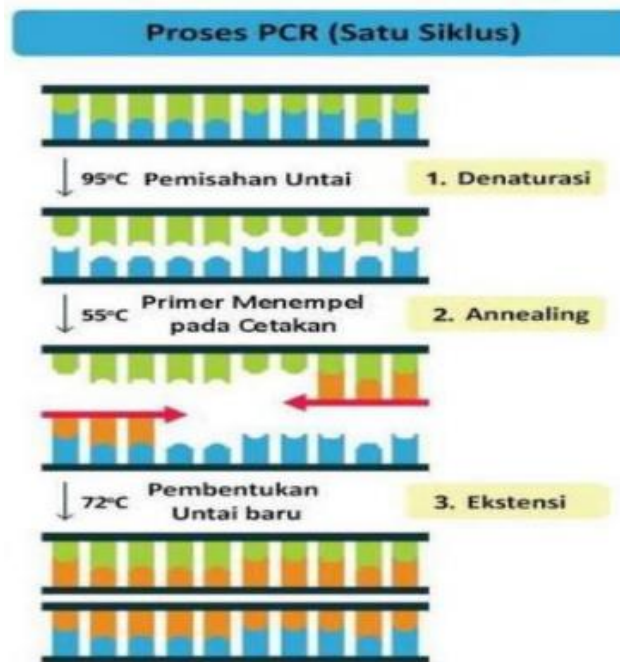 Proses PCR (Satu Siklus)
95°C Pemisahan Untai 1. Denaturasi
55°C Primer Menempel pada Cetakan 2. Annealing
72°C Pembentukan Untai baru 3. Ekstensi